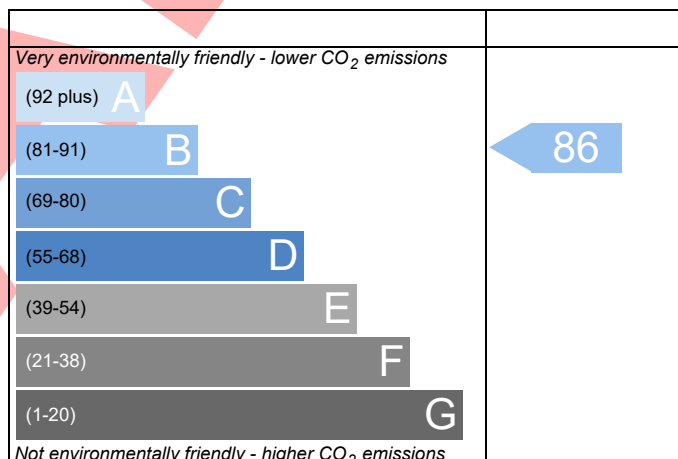 Very environmentally friendly - lower CO₂ emissions
(92 plus) A
(81-91) B
86
(69-80) C
(55-68) D
(39-54) E
(21-38) F
(1-20) G
Not environmentally friendly - higher CO₂ emissions